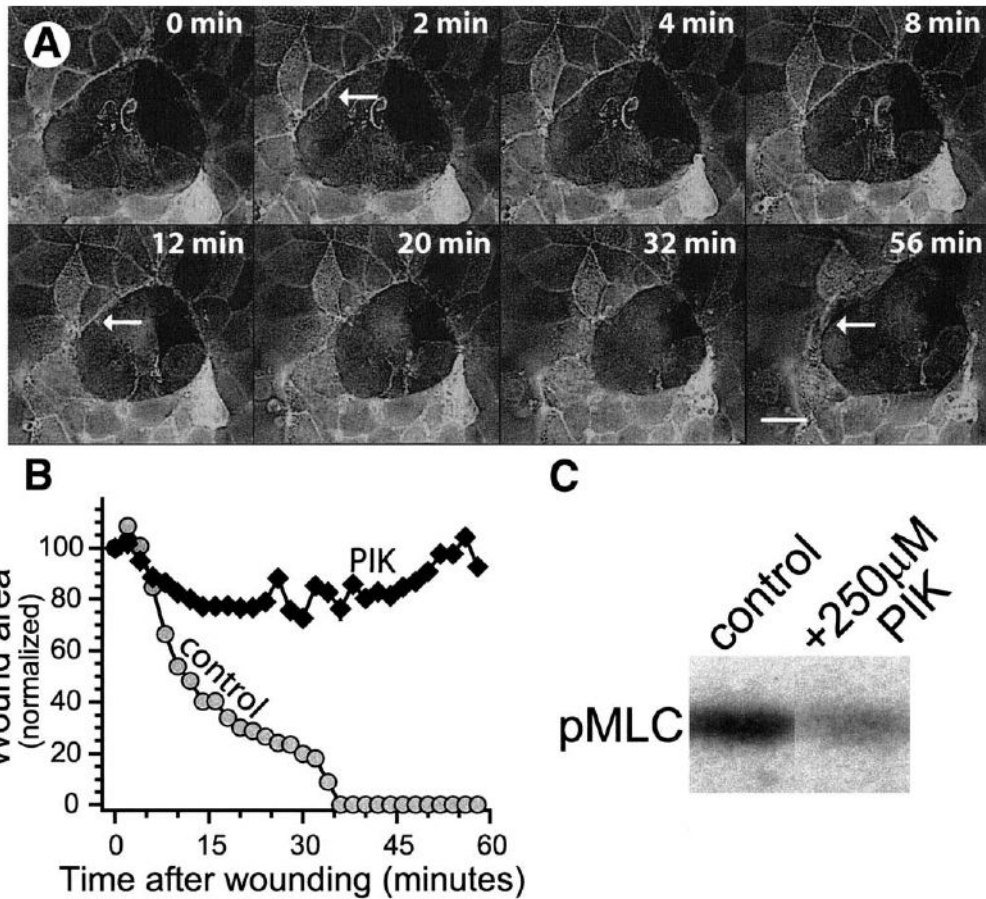 A
0 min
2 min
4 min
8 min
12 min
20 min
32 min
56 min
B
Wound area
(normalized)
100
80
60
40
20
0
PIK
control
0
15
30
45
60
Time after wounding (minutes)
C
control
+250µM
PIK
pMLC